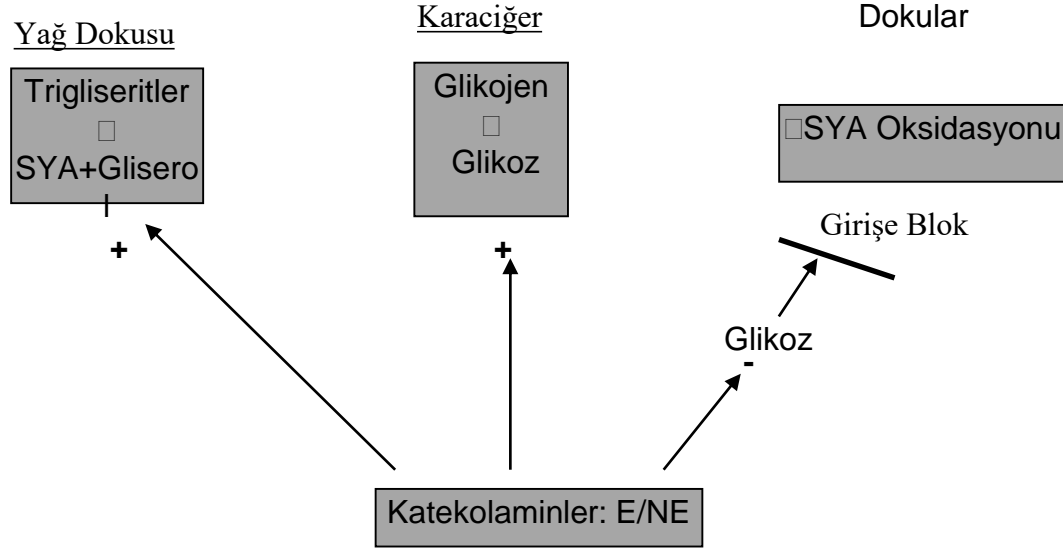 Yağ Dokusu
Trigliseritler
□
SYA+Glisero
l
+
Karaciğer
Glikojen
□
Glikoz
+
Dokular
□SYA Oksidasyonu
Girişe Blok
Glikoz
-
Katekolaminler: E/NE